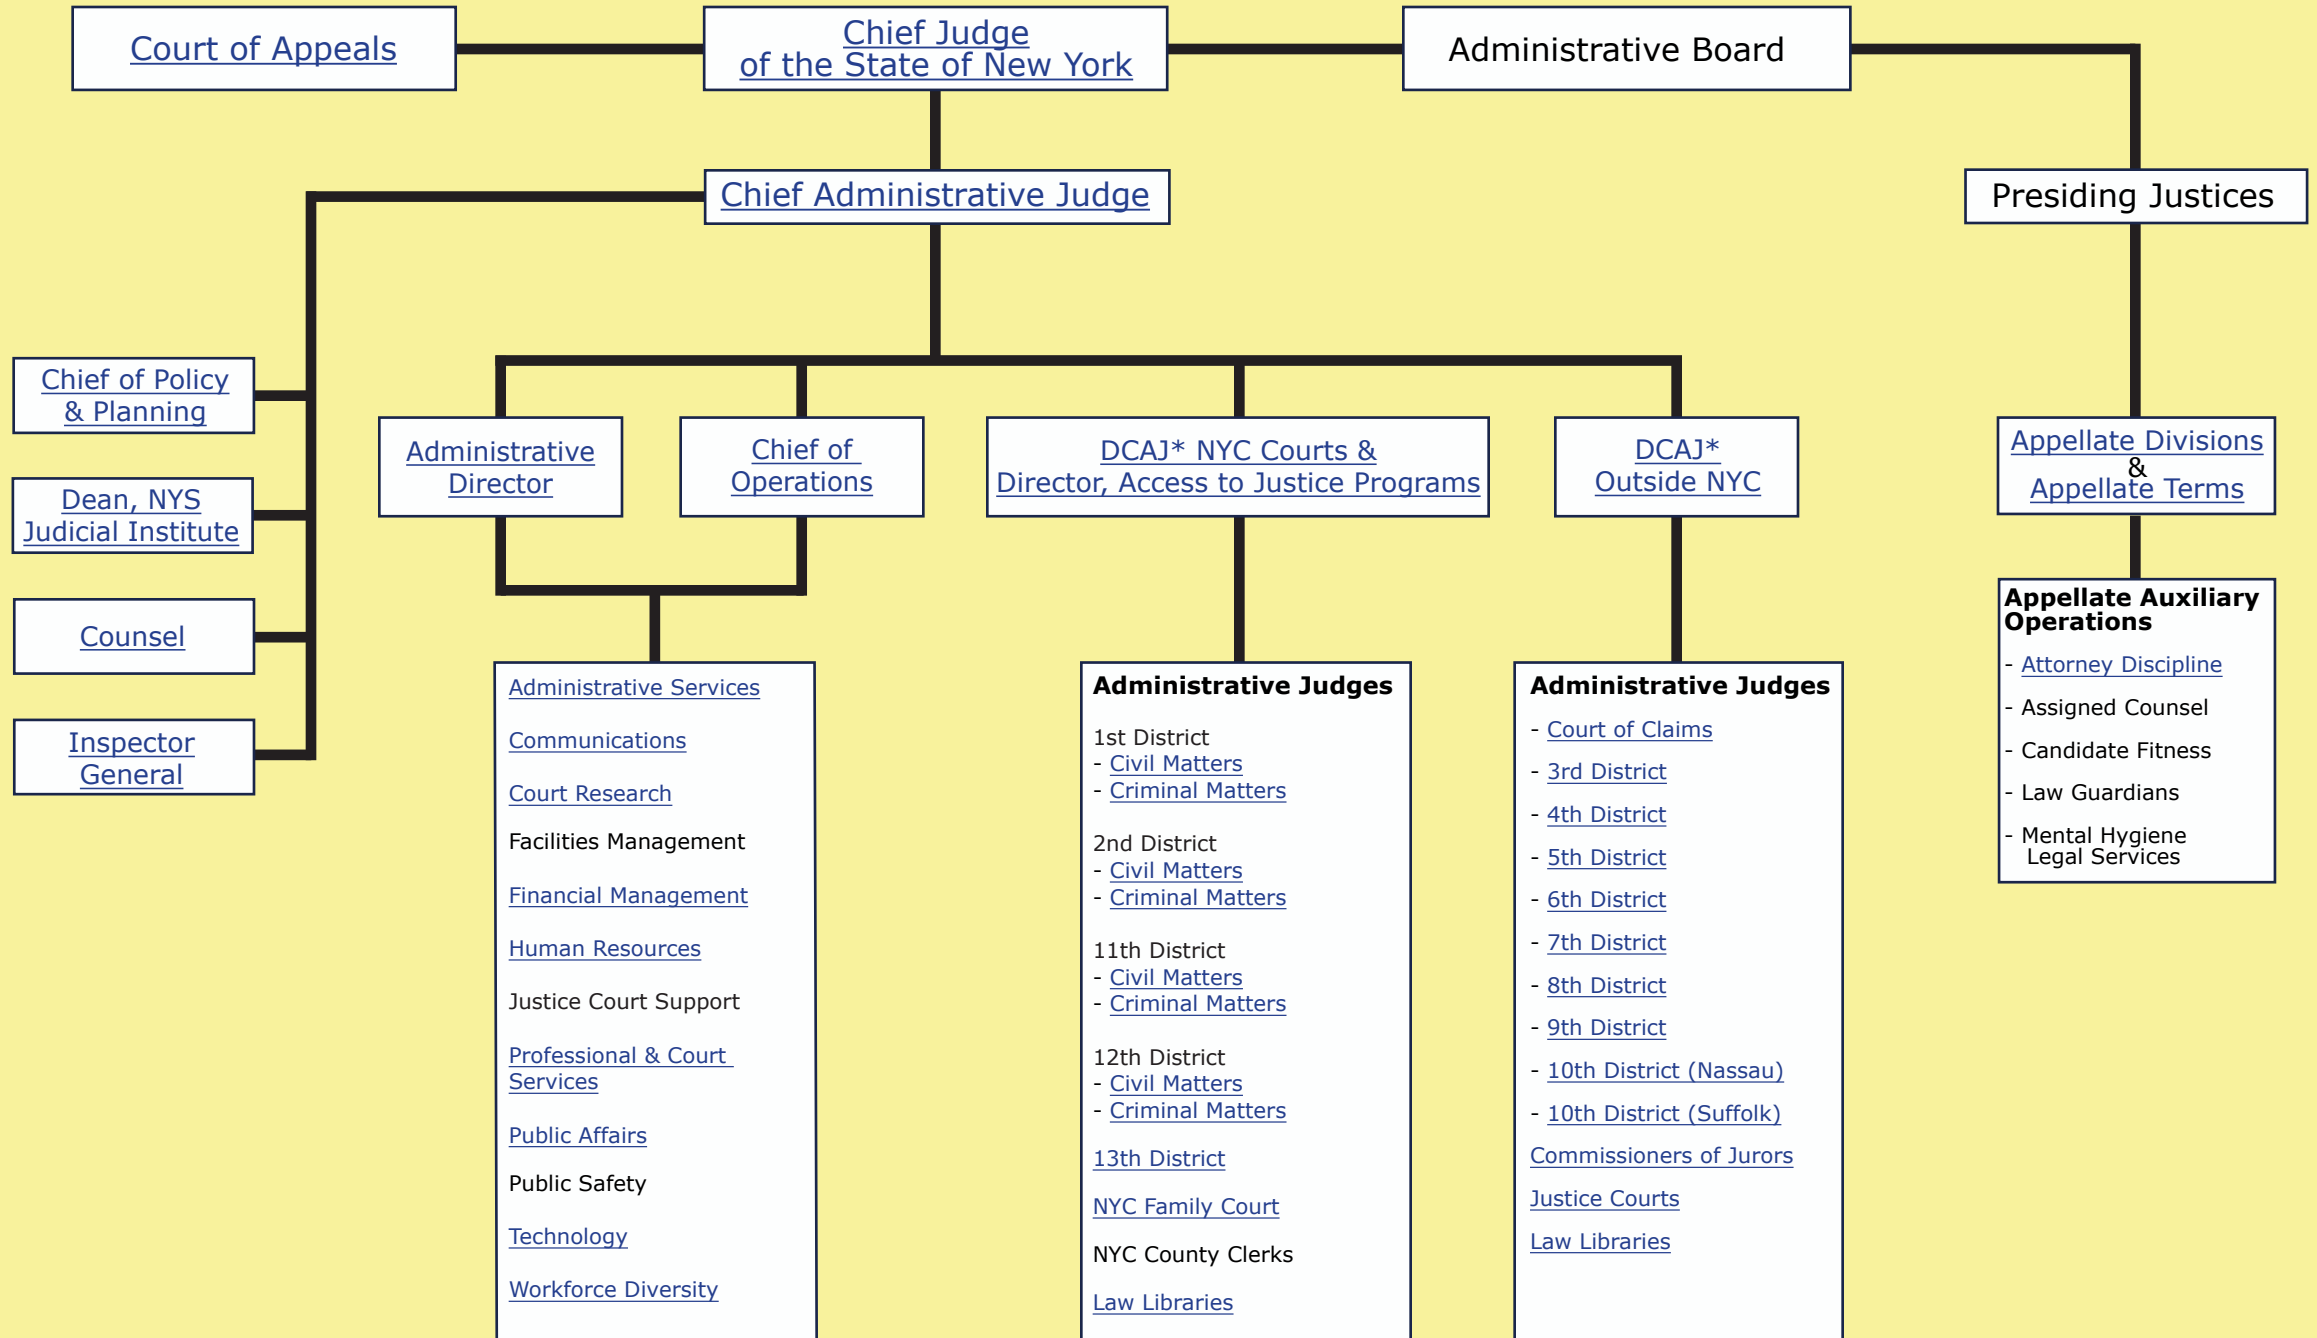 Court of Appeals
Chief Judge
of the State of New York
Administrative Board
Chief Administrative Judge
Presiding Justices
Chief of Policy
& Planning
Dean, NYS
Judicial Institute
Counsel
Inspector
General
Administrative
Director
Chief of
Operations
DCAJ* NYC Courts &
Director, Access to Justice Programs
DCAJ*
Outside NYC
Appellate Divisions
&
Appellate Terms
Administrative Services
Communications
Court Research
Facilities Management
Financial Management
Human Resources
Justice Court Support
Professional & Court
Services
Public Affairs
Public Safety
Technology
Workforce Diversity
Administrative Judges
1st District
- Civil Matters
- Criminal Matters
2nd District
- Civil Matters
- Criminal Matters
11th District
- Civil Matters
- Criminal Matters
12th District
- Civil Matters
- Criminal Matters
13th District
NYC Family Court
NYC County Clerks
Law Libraries
Administrative Judges
- Court of Claims
- 3rd District
- 4th District
- 5th District
- 6th District
- 7th District
- 8th District
- 9th District
- 10th District (Nassau)
- 10th District (Suffolk)
Commissioners of Jurors
Justice Courts
Law Libraries
Appellate Auxiliary
Operations
- Attorney Discipline
- Assigned Counsel
- Candidate Fitness
- Law Guardians
- Mental Hygiene
Legal Services